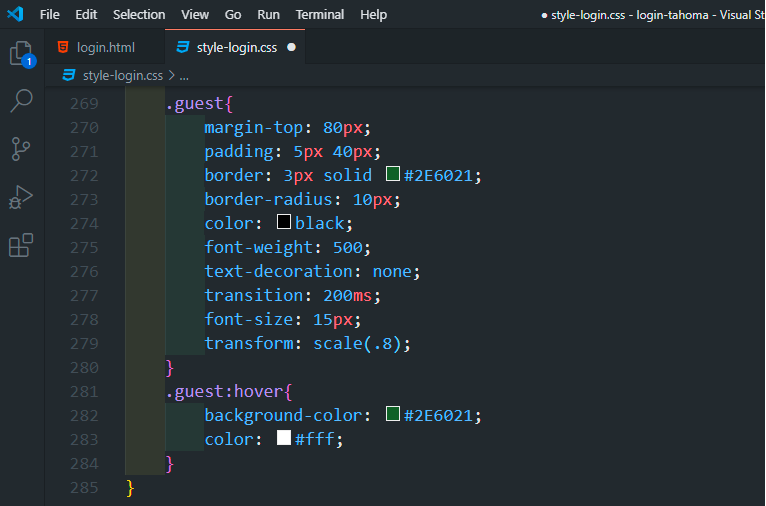 File Edit Selection View Go Run Terminal Help ● style-login.css - login-tahoma - Visual St
login.html style-login.css ●
1
style-login.css > ...
269 .guest{
270 margin-top: 80px;
271 padding: 5px 40px;
272 border: 3px solid #2E6021;
273 border-radius: 10px;
274 color: black;
275 font-weight: 500;
276 text-decoration: none;
277 transition: 200ms;
278 font-size: 15px;
279 transform: scale(.8);
280 }
281 .guest:hover{
282 background-color: #2E6021;
283 color: #fff;
284 }
285 }